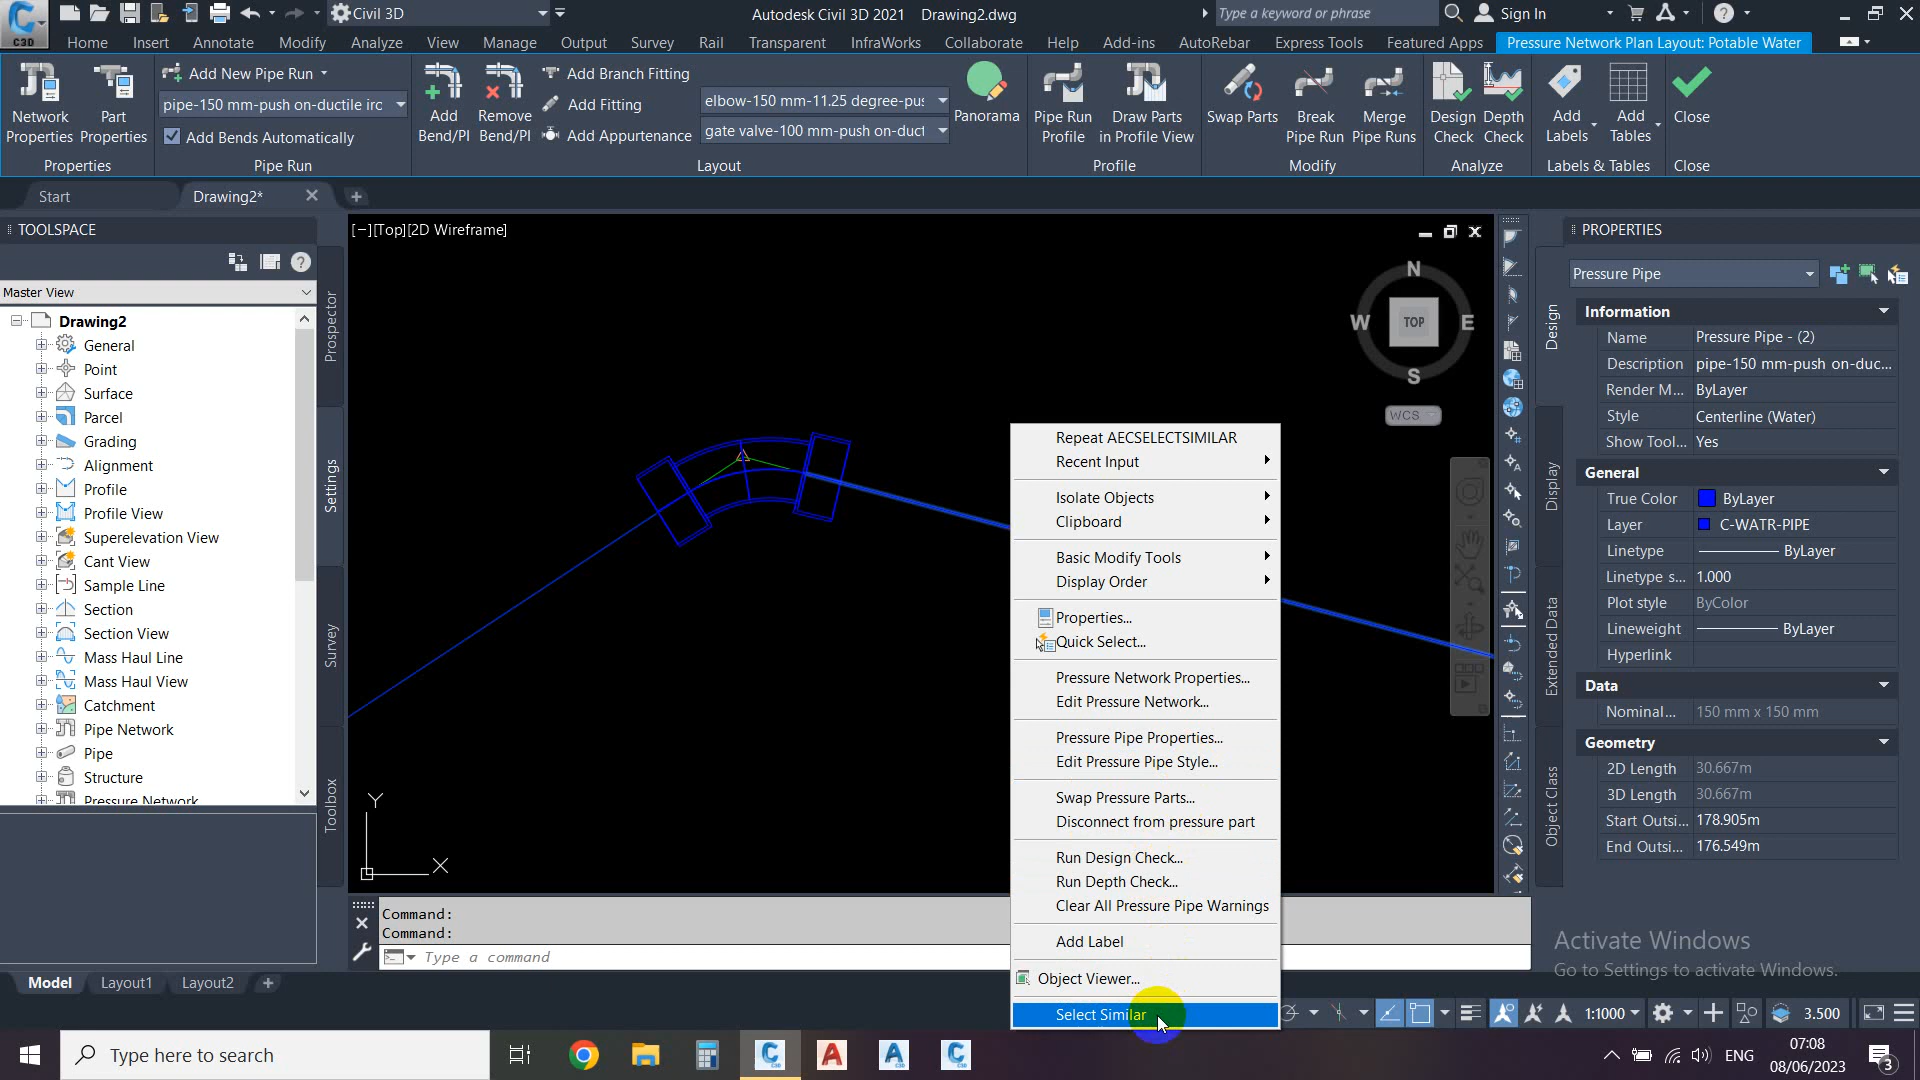 C3D
Civil 3D
Autodesk Civil 3D 2021 Drawing2.dwg
Type a keyword or phrase
Sign In
Home Insert Annotate Modify Analyze View Manage Output Survey Rail Transparent InfraWorks Collaborate Help Add-ins AutoRebar Express Tools Featured Apps Pressure Network Plan Layout: Potable Water
Network Properties
Part Properties
Properties
Add New Pipe Run
pipe-150 mm-push on-ductile irc
Add Bends Automatically
Pipe Run
Add Bend/PI
Remove Bend/PI
Add Branch Fitting
Add Fitting
Add Appurtenance
elbow-150 mm-11.25 degree-pus
gate valve-100 mm-push on-duct
Layout
Panorama
Pipe Run Profile
Draw Parts in Profile View
Profile
Swap Parts
Break Pipe Run
Merge Pipe Runs
Modify
Design Check
Depth Check
Analyze
Add Labels
Add Tables
Labels & Tables
Close
Close
Start
Drawing2*
TOOLSPACE
Master View
Drawing2
General
Point
Surface
Parcel
Grading
Alignment
Profile
Profile View
Superelevation View
Cant View
Sample Line
Section
Section View
Mass Haul Line
Mass Haul View
Catchment
Pipe Network
Pipe
Structure
Pressure Network
Prospector
Settings
Survey
Toolbox
[−][Top][2D Wireframe]
N
W TOP E
S
WCS
Y
X
Repeat AECSELECTSIMILAR
Recent Input
Isolate Objects
Clipboard
Basic Modify Tools
Display Order
Properties...
Quick Select...
Pressure Network Properties...
Edit Pressure Network...
Pressure Pipe Properties...
Edit Pressure Pipe Style...
Swap Pressure Parts...
Disconnect from pressure part
Run Design Check...
Run Depth Check...
Clear All Pressure Pipe Warnings
Add Label
Object Viewer...
Select Similar
Command:
Command:
Type a command
PROPERTIES
Pressure Pipe
Design
Display
Extended Data
Object Class
Information
Name Pressure Pipe - (2)
Description pipe-150 mm-push on-duc...
Render M... ByLayer
Style Centerline (Water)
Show Tool... Yes
General
True Color ByLayer
Layer C-WATR-PIPE
Linetype ByLayer
Linetype s... 1.000
Plot style ByColor
Lineweight ByLayer
Hyperlink
Data
Nominal... 150 mm x 150 mm
Geometry
2D Length 30.667m
3D Length 30.667m
Start Outsi... 178.905m
End Outsi... 176.549m
Activate Windows
Go to Settings to activate Windows.
Model Layout1 Layout2
1:1000
3.500
Type here to search
ENG
07:08
08/06/2023
3